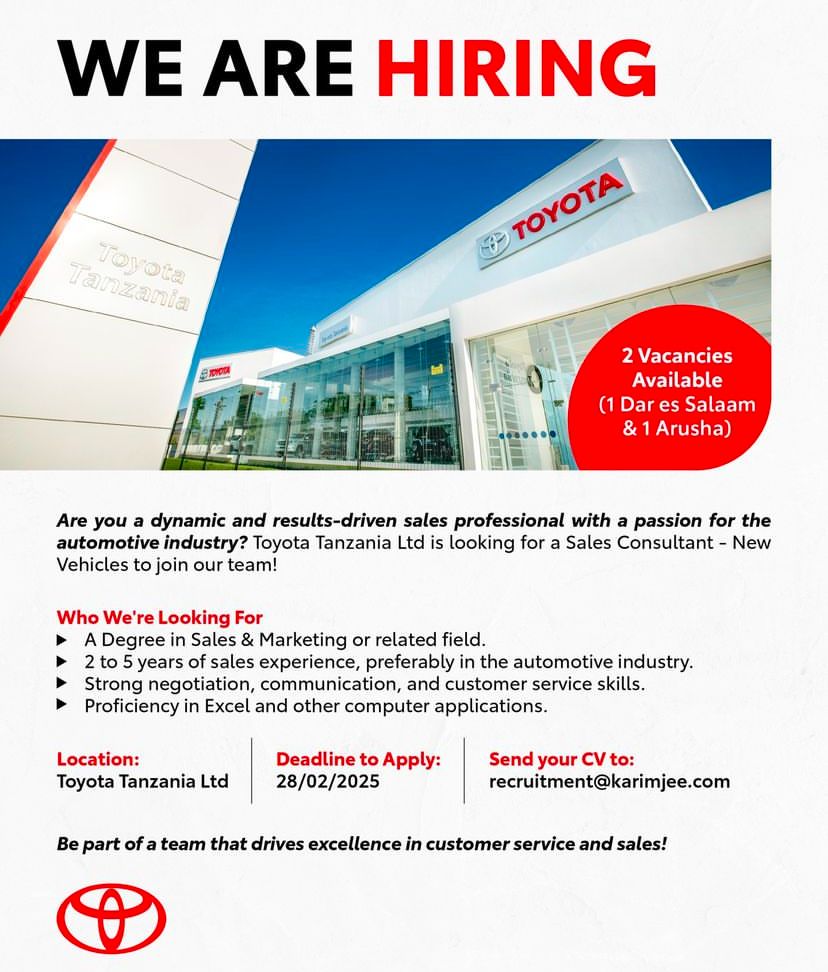 WE ARE HIRING
Toyota
Tanzania
TOYOTA
TOYOTA
Toyota Tanzania
2 Vacancies
Available
(1 Dar es Salaam
& 1 Arusha)
Are you a dynamic and results-driven sales professional with a passion for the
automotive industry? Toyota Tanzania Ltd is looking for a Sales Consultant - New
Vehicles to join our team!
Who We're Looking For
A Degree in Sales & Marketing or related field.
2 to 5 years of sales experience, preferably in the automotive industry.
Strong negotiation, communication, and customer service skills.
Proficiency in Excel and other computer applications.
Location:
Toyota Tanzania Ltd
Deadline to Apply:
28/02/2025
Send your CV to:
recruitment@karimjee.com
Be part of a team that drives excellence in customer service and sales!